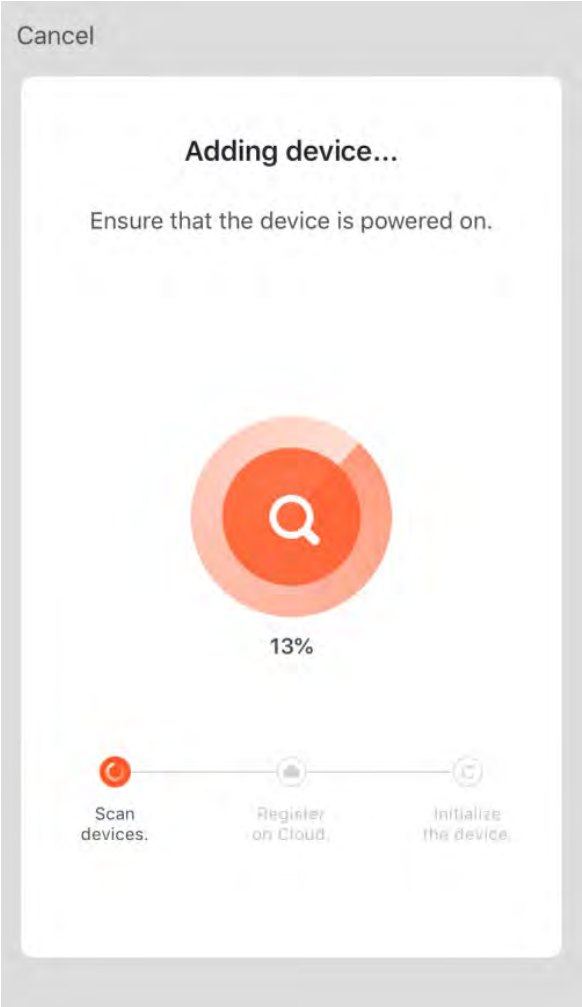 Cancel
Adding device...
Ensure that the device is powered on.
13%
Scan
devices.
Register
on Cloud.
Initialize
the device.